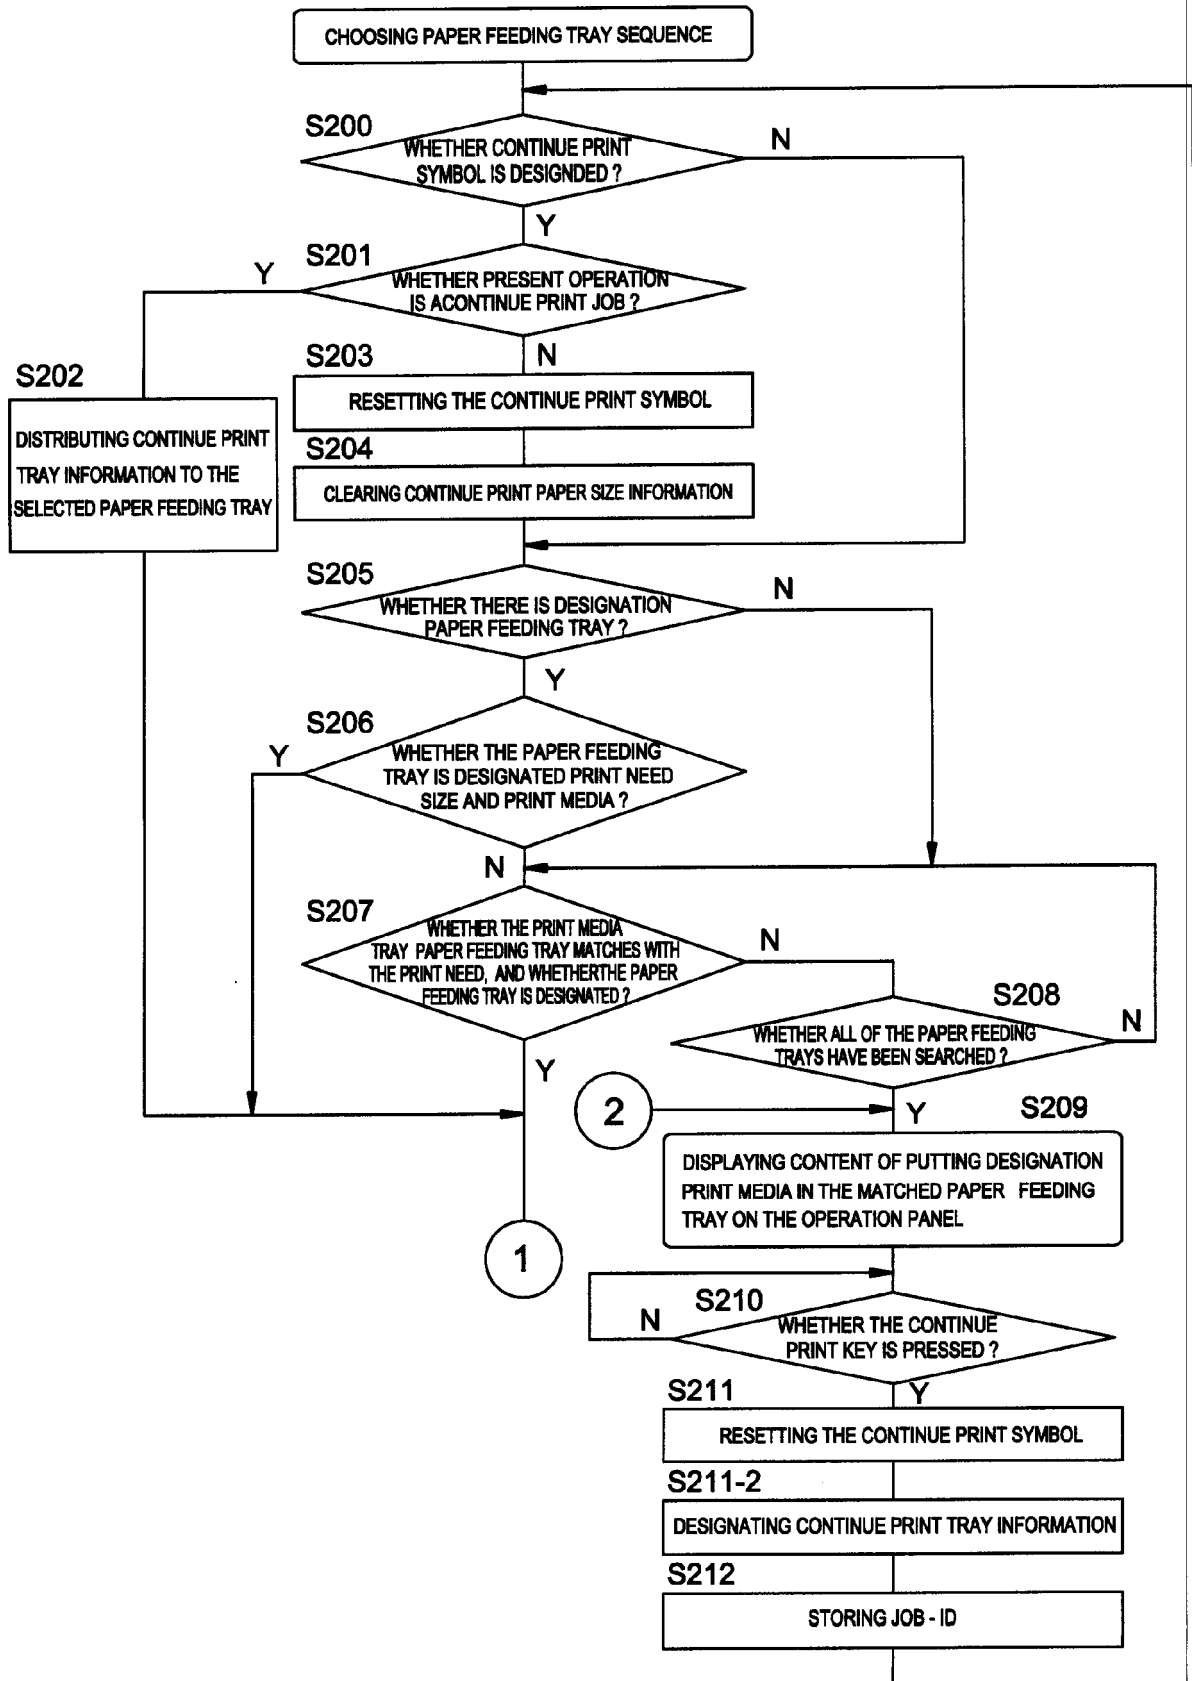 CHOOSING PAPER FEEDING TRAY SEQUENCE
S200
WHETHER CONTINUE PRINT
SYMBOL IS DESIGNDED ?
N
Y
S201
Y
WHETHER PRESENT OPERATION
IS ACONTINUE PRINT JOB ?
N
S202
DISTRIBUTING CONTINUE PRINT
TRAY INFORMATION TO THE
SELECTED PAPER FEEDING TRAY
S203
RESETTING THE CONTINUE PRINT SYMBOL
S204
CLEARING CONTINUE PRINT PAPER SIZE INFORMATION
S205
WHETHER THERE IS DESIGNATION
PAPER FEEDING TRAY ?
N
Y
S206
Y
WHETHER THE PAPER FEEDING
TRAY IS DESIGNATED PRINT NEED
SIZE AND PRINT MEDIA ?
N
S207
WHETHER THE PRINT MEDIA
TRAY PAPER FEEDING TRAY MATCHES WITH
THE PRINT NEED, AND WHETHERTHE PAPER
FEEDING TRAY IS DESIGNATED ?
N
Y
S208
WHETHER ALL OF THE PAPER FEEDING
TRAYS HAVE BEEN SEARCHED ?
N
Y
2
1
S209
DISPLAYING CONTENT OF PUTTING DESIGNATION
PRINT MEDIA IN THE MATCHED PAPER FEEDING
TRAY ON THE OPERATION PANEL
S210
N
WHETHER THE CONTINUE
PRINT KEY IS PRESSED ?
Y
S211
RESETTING THE CONTINUE PRINT SYMBOL
S211-2
DESIGNATING CONTINUE PRINT TRAY INFORMATION
S212
STORING JOB - ID